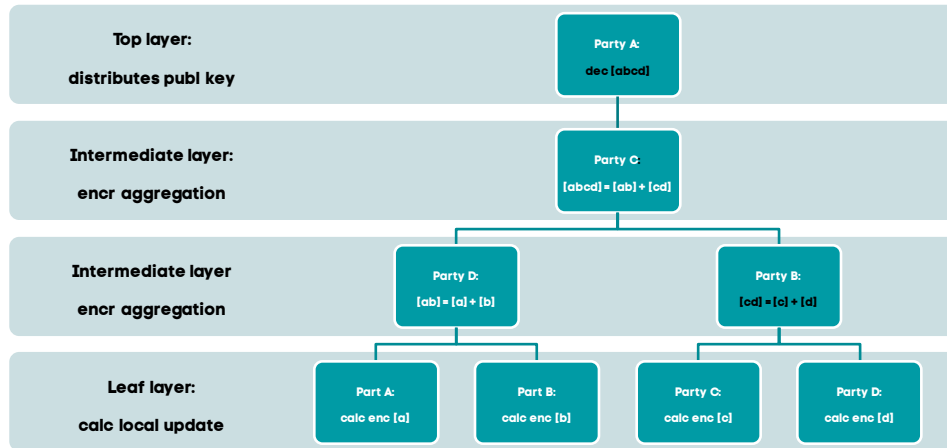 Top layer:
distributes publ key
Party A:
dec [abcd]
Intermediate layer:
encr aggregation
Party C:
[abcd] = [ab] + [cd]
Intermediate layer
encr aggregation
Party D:
[ab] = [a] + [b]
Party B:
[cd] = [c] + [d]
Leaf layer:
calc local update
Part A:
calc enc [a]
Part B:
calc enc [b]
Party C:
calc enc [c]
Party D:
calc enc [d]